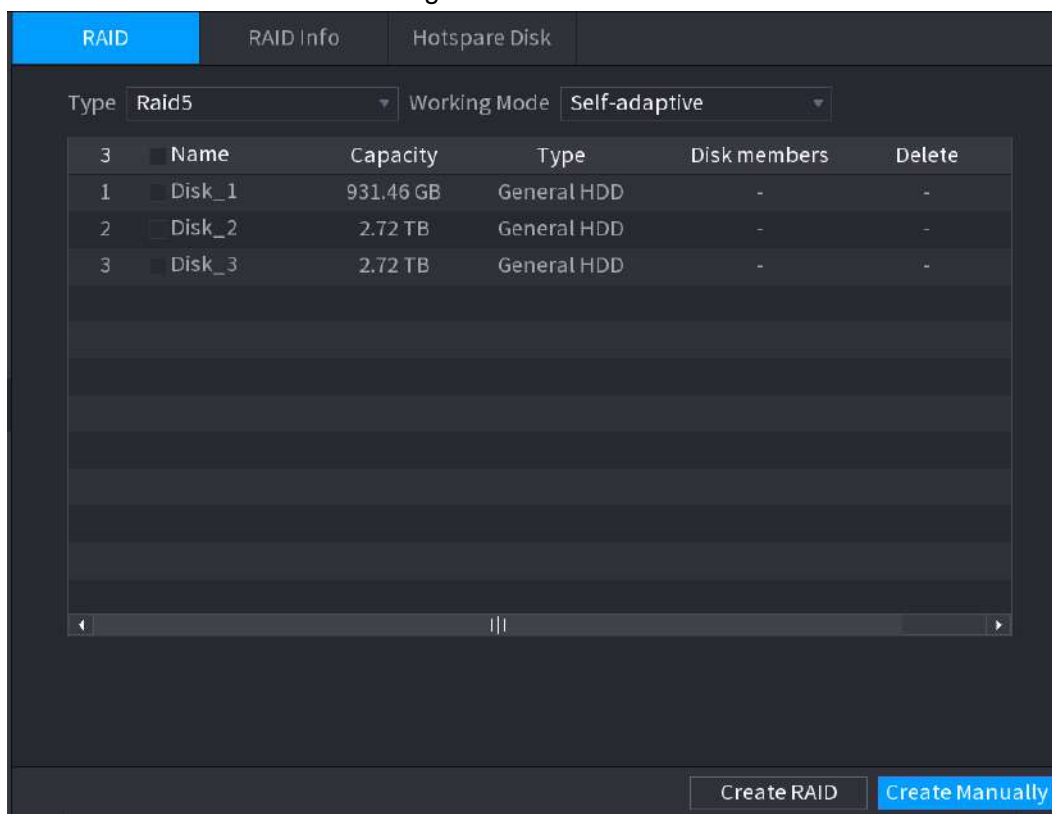 RAID RAID Info Hotspare Disk
Type Raid5 Working Mode Self-adaptive
3 Name Capacity Type Disk members Delete
1 Disk_1 931.46 GB General HDD - -
2 Disk_2 2.72 TB General HDD - -
3 Disk_3 2.72 TB General HDD - -
Create RAID Create Manually